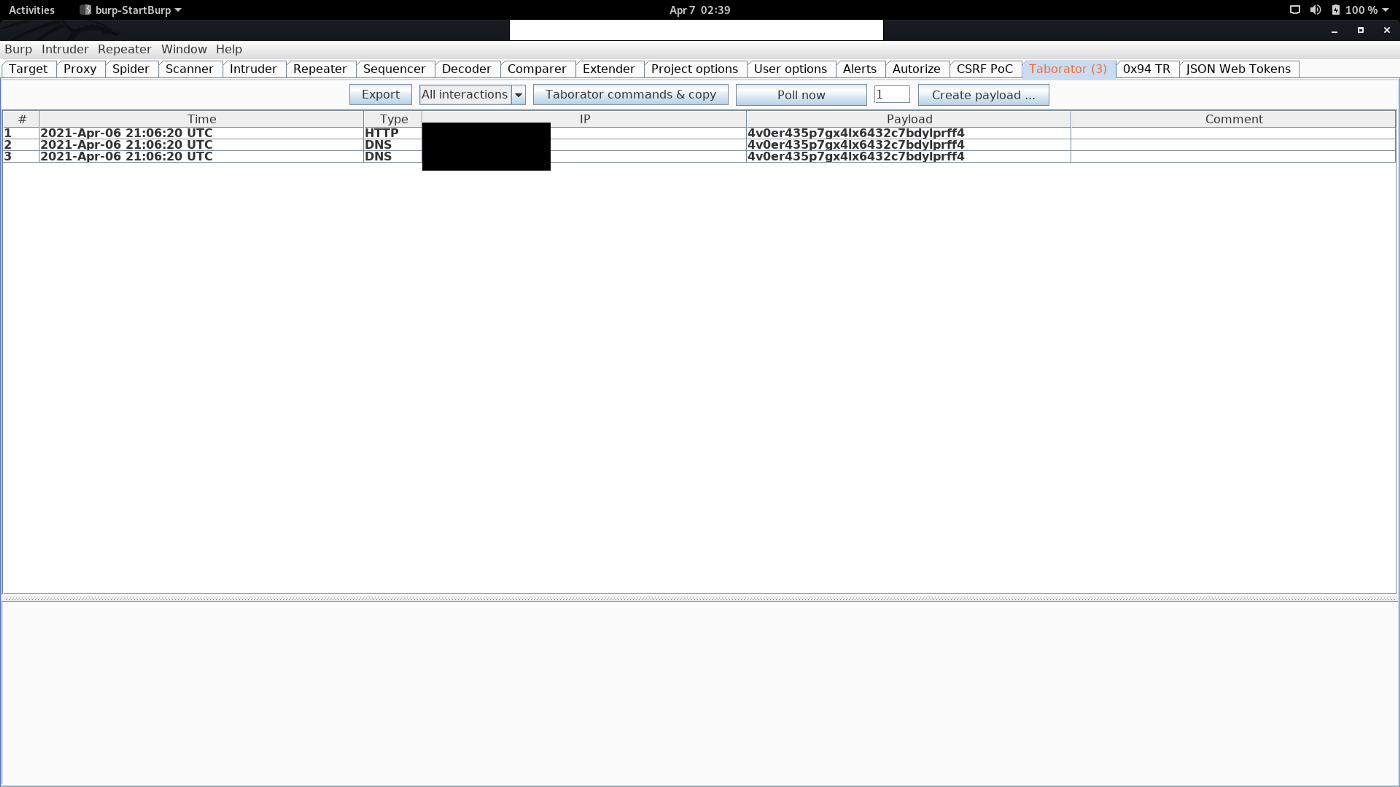 Activities burp-StartBurp Apr 7 02:39 100 %
Burp Intruder Repeater Window Help
Target Proxy Spider Scanner Intruder Repeater Sequencer Decoder Comparer Extender Project options User options Alerts Autorize CSRF PoC Taborator (3) 0x94 TR JSON Web Tokens
Export All interactions Taborator commands & copy Poll now 1 Create payload ...
# Time Type IP Payload Comment
1 2021-Apr-06 21:06:20 UTC HTTP 4v0er435p7gx4lx6432c7bdylprff4
2 2021-Apr-06 21:06:20 UTC DNS 4v0er435p7gx4lx6432c7bdylprff4
3 2021-Apr-06 21:06:20 UTC DNS 4v0er435p7gx4lx6432c7bdylprff4